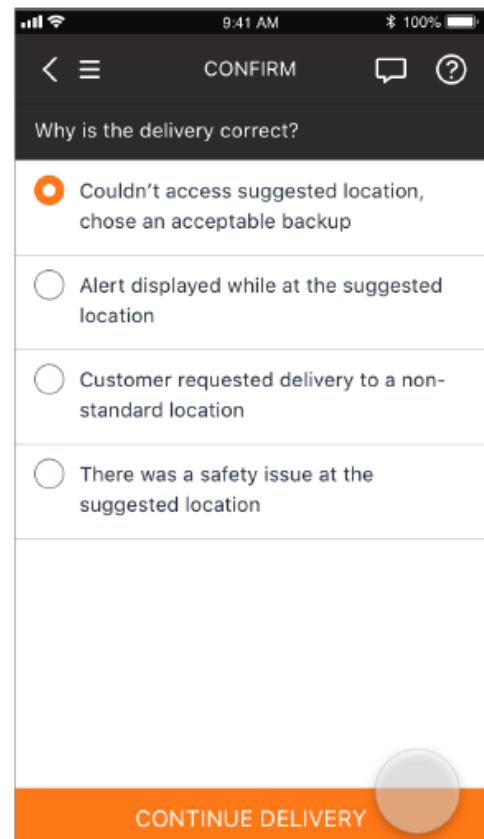 9:41 AM 100%
CONFIRM
Why is the delivery correct?
Couldn’t access suggested location,
chose an acceptable backup
Alert displayed while at the suggested
location
Customer requested delivery to a non-
standard location
There was a safety issue at the
suggested location
CONTINUE DELIVERY